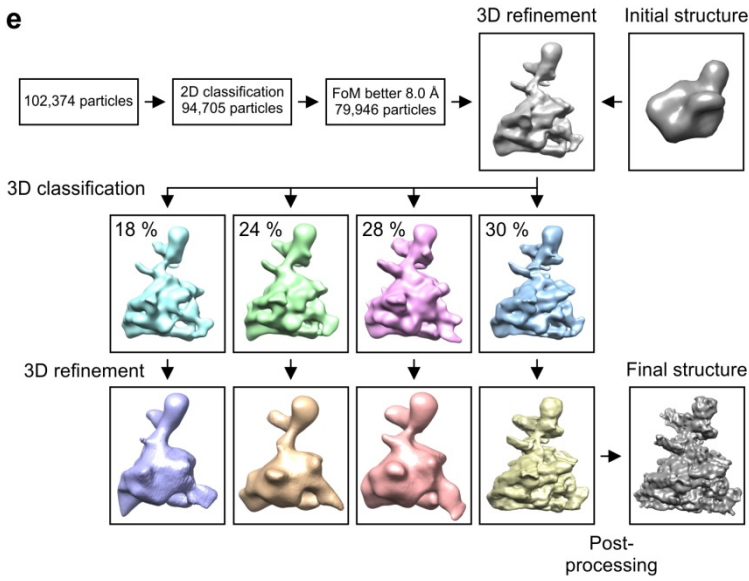 e
3D refinement
Initial structure
102,374 particles
2D classification
94,705 particles
FoM better 8.0 Å
79,946 particles
3D classification
18 %
24 %
28 %
30 %
3D refinement
Final structure
Post-
processing